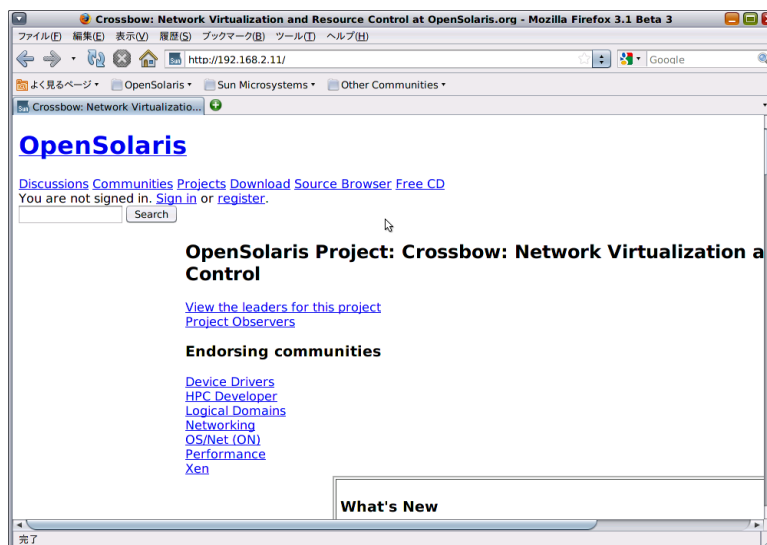 Crossbow: Network Virtualization and Resource Control at OpenSolaris.org - Mozilla Firefox 3.1 Beta 3
ファイル(F) 編集(E) 表示(V) 履歴(S) ブックマーク(B) ツール(T) ヘルプ(H)
Sun http://192.168.2.11/ Google
よく見るページ OpenSolaris Sun Microsystems Other Communities
Sun Crossbow: Network Virtualizatio...
OpenSolaris
Discussions Communities Projects Download Source Browser Free CD
You are not signed in. Sign in or register.
Search
OpenSolaris Project: Crossbow: Network Virtualization a
Control
View the leaders for this project
Project Observers
Endorsing communities
Device Drivers
HPC Developer
Logical Domains
Networking
OS/Net (ON)
Performance
Xen
What's New
完了